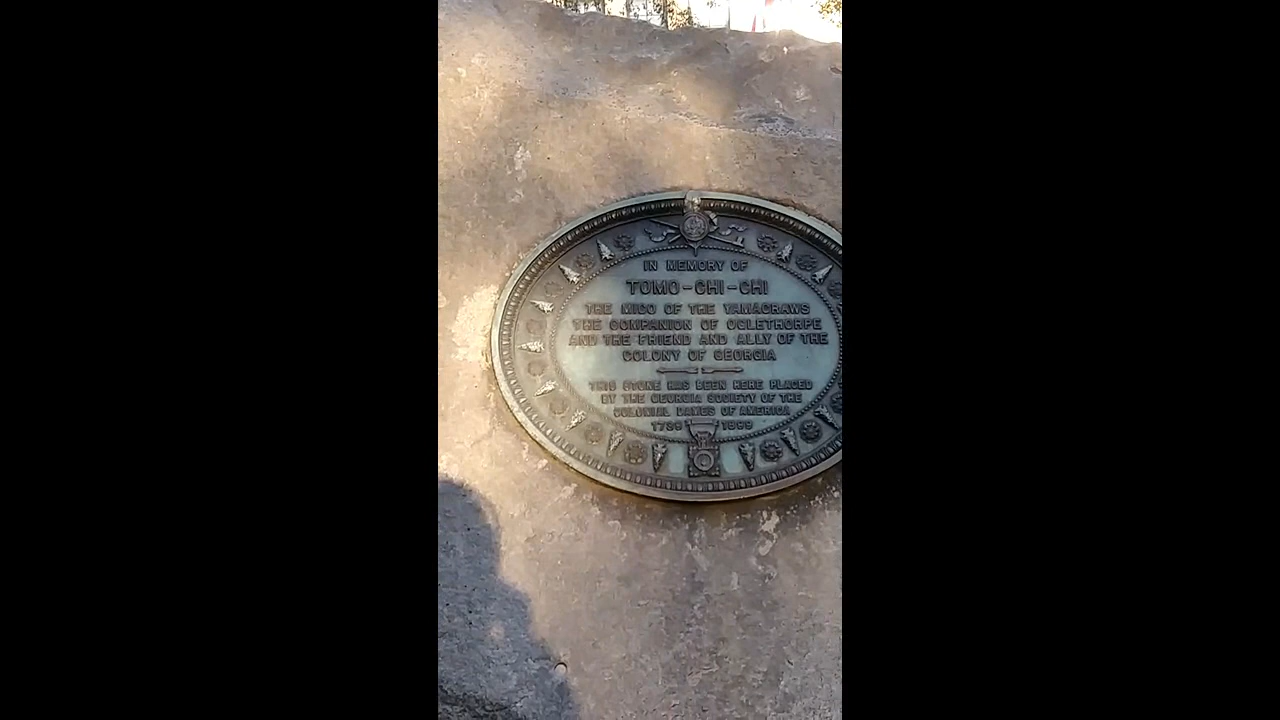 IN MEMORY OF
TOMO-CHI-CHI
THE MICO OF THE YAMACRAWS
THE COMPANION OF OGLETHORPE
AND THE FRIEND AND ALLY OF THE
COLONY OF GEORGIA
THIS STONE HAS BEEN HERE PLACED
BY THE GEORGIA SOCIETY OF THE
COLONIAL DAMES OF AMERICA
1739 1899